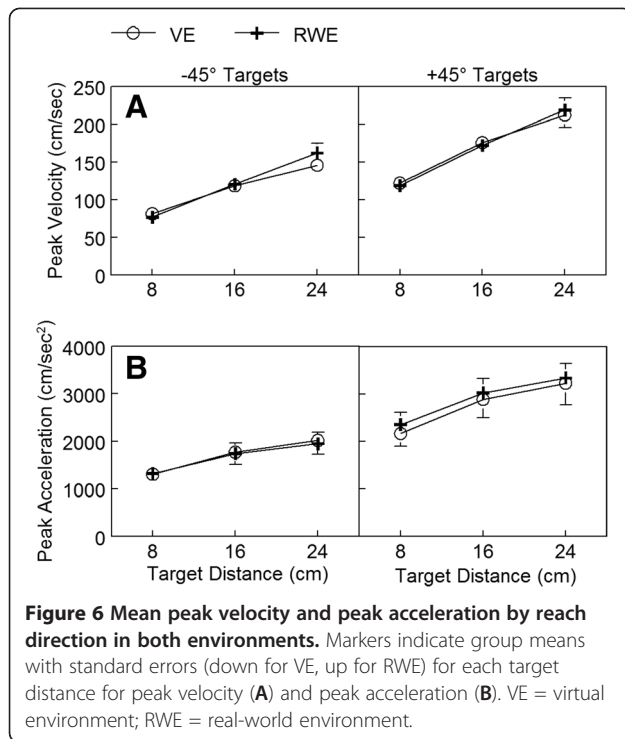 VE RWE
-45° Targets +45° Targets
A
Peak Velocity (cm/sec)
250
200
150
100
50
0
8 16 24 8 16 24
B
Peak Acceleration (cm/sec²)
4000
3000
2000
1000
0
8 16 24 8 16 24
Target Distance (cm) Target Distance (cm)
Figure 6 Mean peak velocity and peak acceleration by reach
direction in both environments. Markers indicate group means
with standard errors (down for VE, up for RWE) for each target
distance for peak velocity (A) and peak acceleration (B). VE = virtual
environment; RWE = real-world environment.